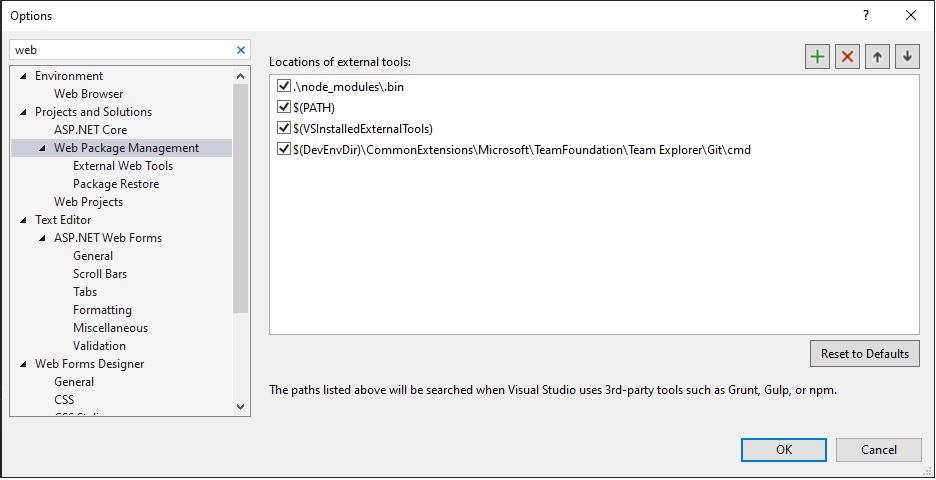 Options
?
web
Environment
Web Browser
Projects and Solutions
ASP.NET Core
Web Package Management
External Web Tools
Package Restore
Web Projects
Text Editor
ASP.NET Web Forms
General
Scroll Bars
Tabs
Formatting
Miscellaneous
Validation
Web Forms Designer
General
CSS
Locations of external tools:
.\node_modules\.bin
$(PATH)
$(VSInstalledExternalTools)
$(DevEnvDir)\CommonExtensions\Microsoft\TeamFoundation\Team Explorer\Git\cmd
Reset to Defaults
The paths listed above will be searched when Visual Studio uses 3rd-party tools such as Grunt, Gulp, or npm.
OK
Cancel